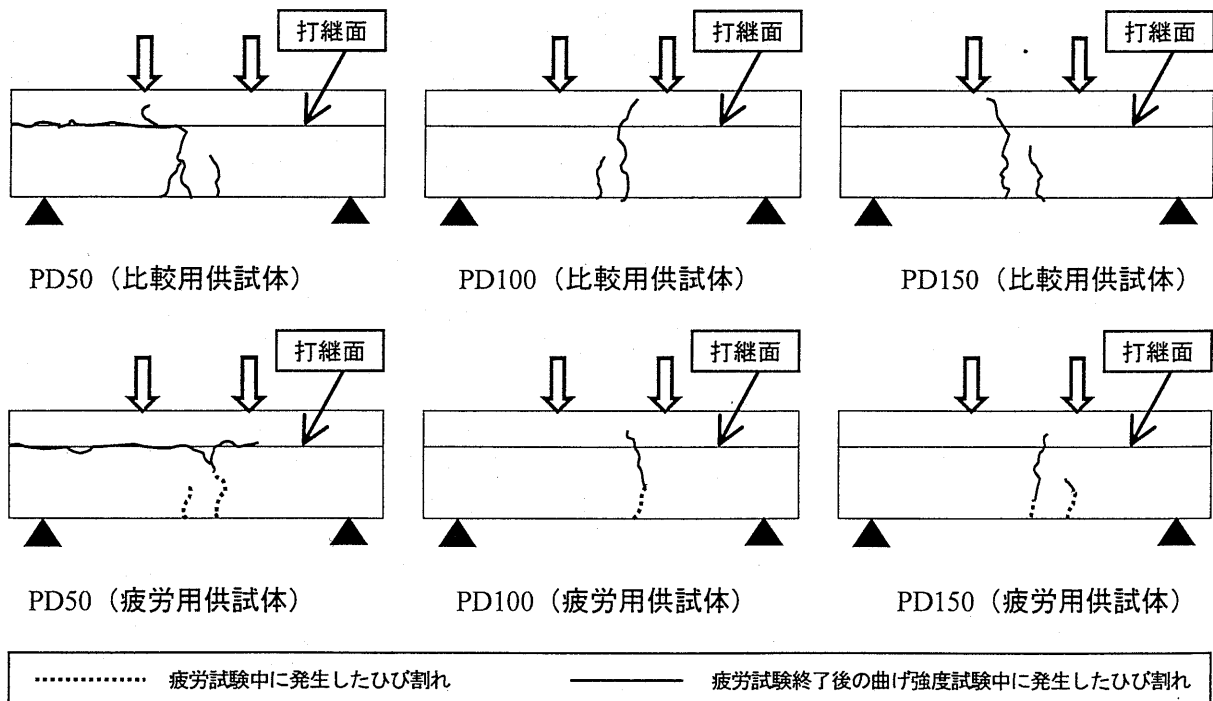 打継面
打継面
打継面
PD50（比較用供試体）
PD100（比較用供試体）
PD150（比較用供試体）
打継面
打継面
打継面
PD50（疲労用供試体）
PD100（疲労用供試体）
PD150（疲労用供試体）
疲労試験中に発生したひび割れ
疲労試験終了後の曲げ強度試験中に発生したひび割れ